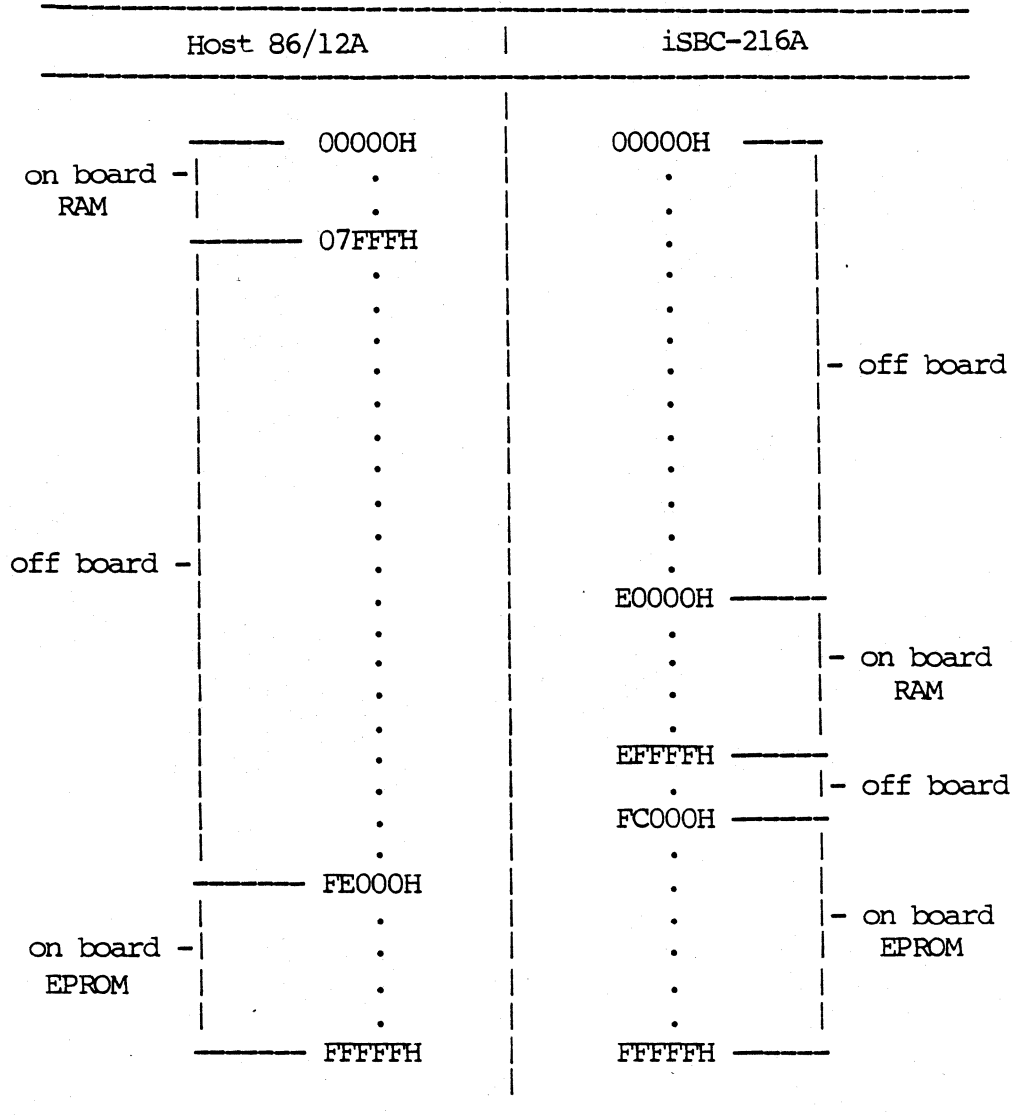 Host 86/12A | iSBC-216A
00000H 00000H
on board
RAM
07FFFH
off board
off board
E0000H
on board
RAM
EFFFFH
off board
FC000H
FE000H
on board
EPROM
on board
EPROM
FFFFFH FFFFFH